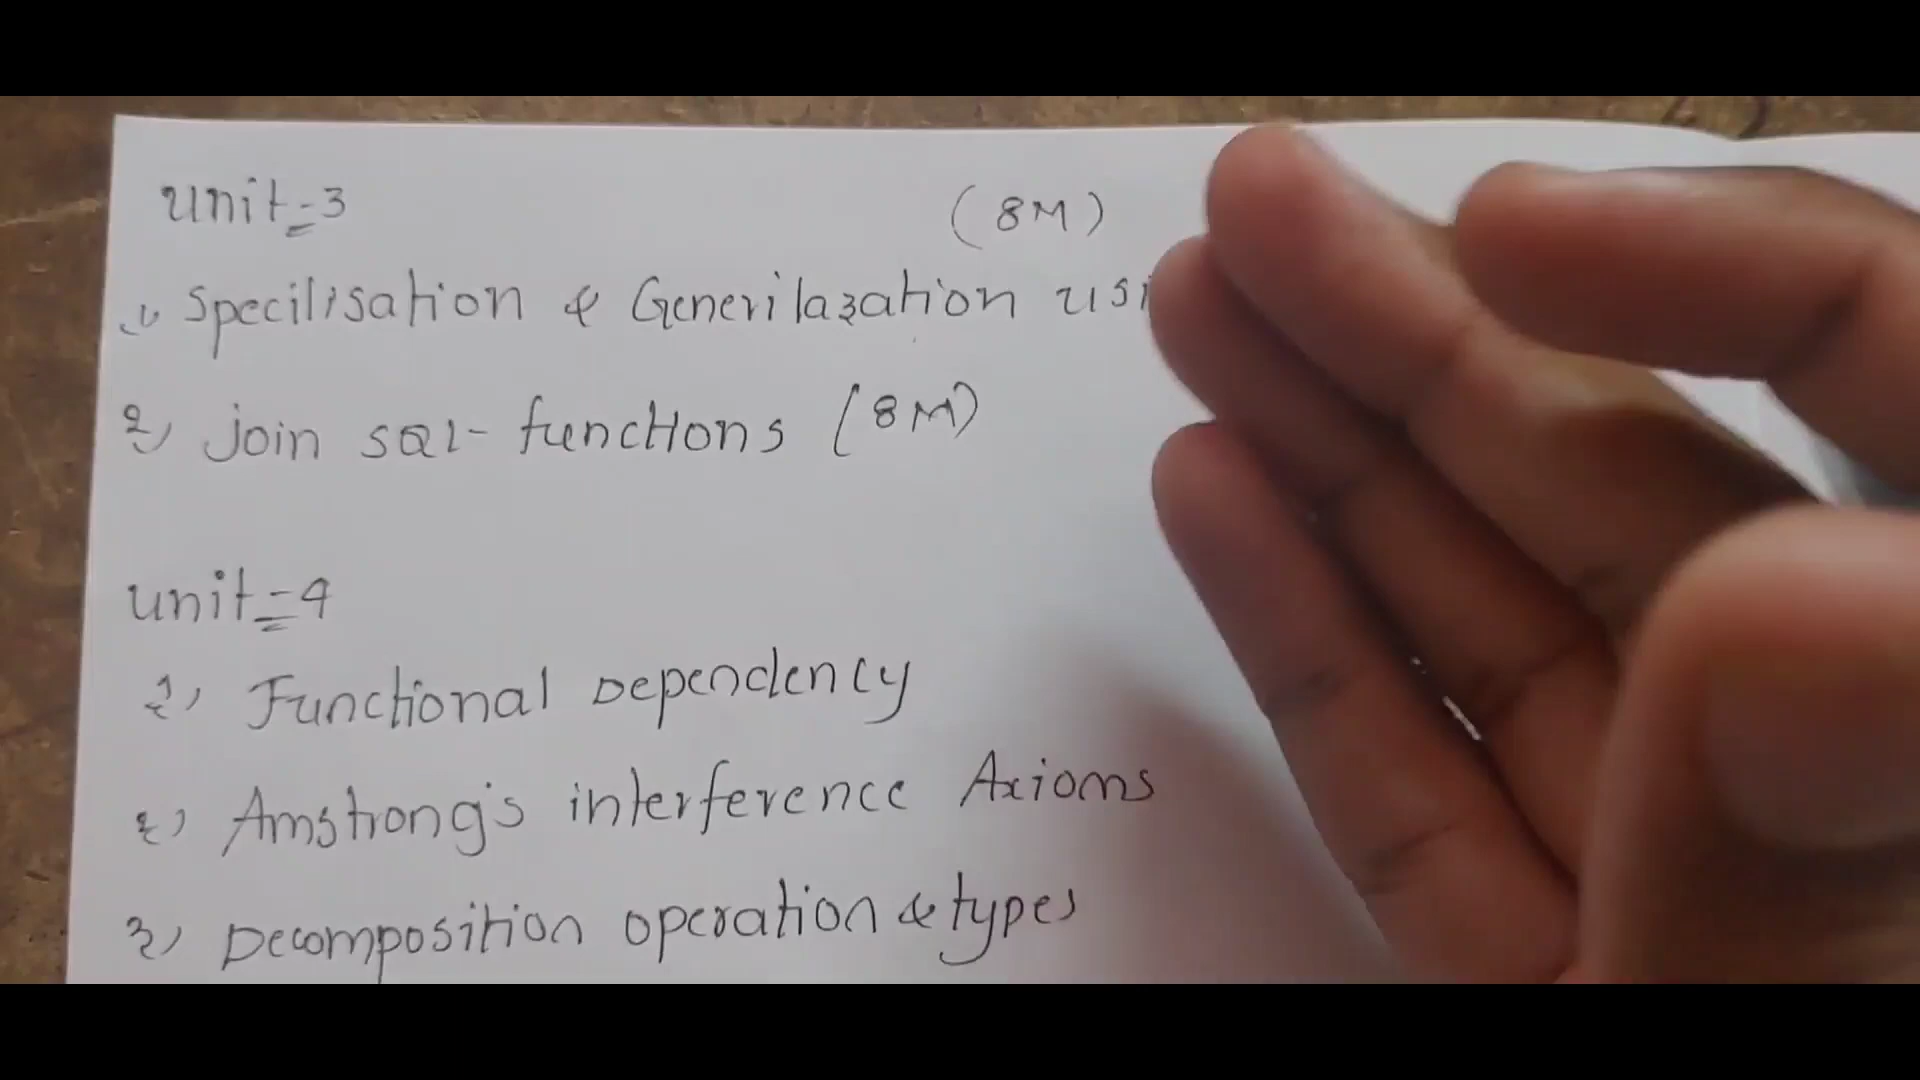 Unit-3
(8M)
1) Specilisation & Generilazation usi
2) join SQL-functions (8M)
Unit-4
1) Functional Dependency
2) Amstrong's interference Axioms
3) Decomposition operation & types